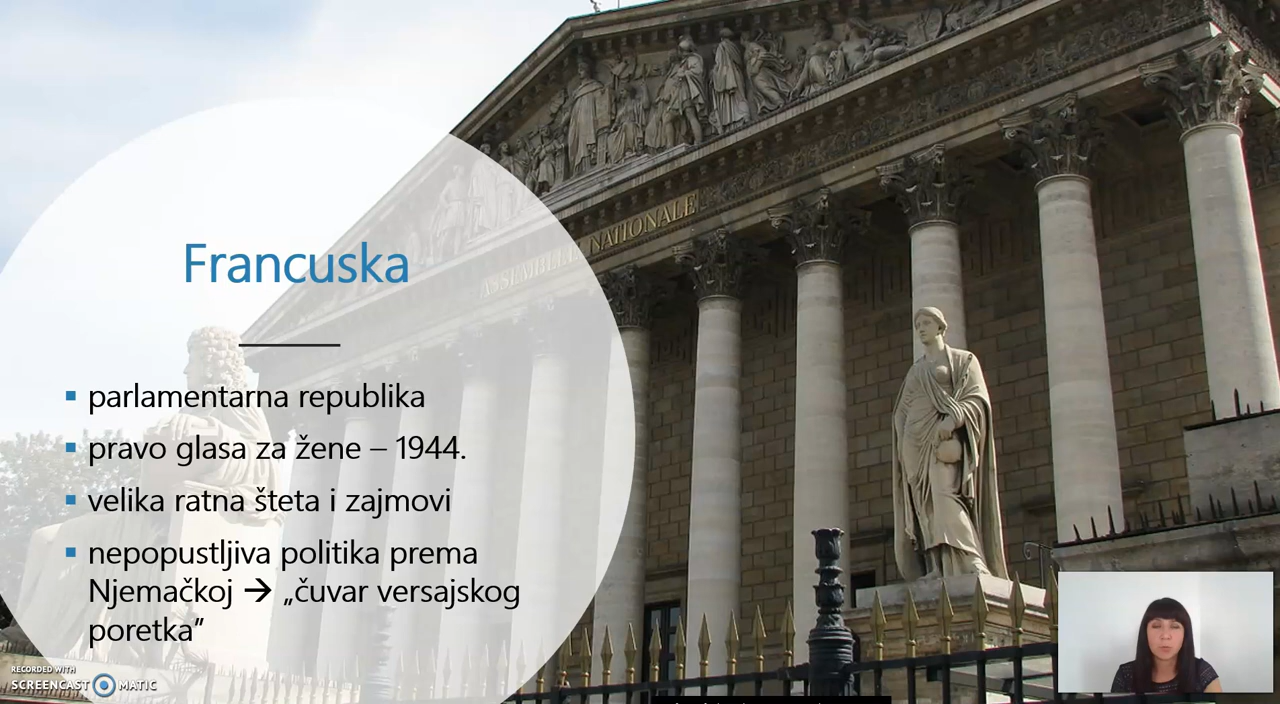 ASSEMBLEE NATIONALE
Francuska
▪ parlamentarna republika
▪ pravo glasa za žene – 1944.
▪ velika ratna šteta i zajmovi
▪ nepopustljiva politika prema
Njemačkoj → „čuvar versajskog
poretka”
RECORDED WITH
SCREENCAST MATIC